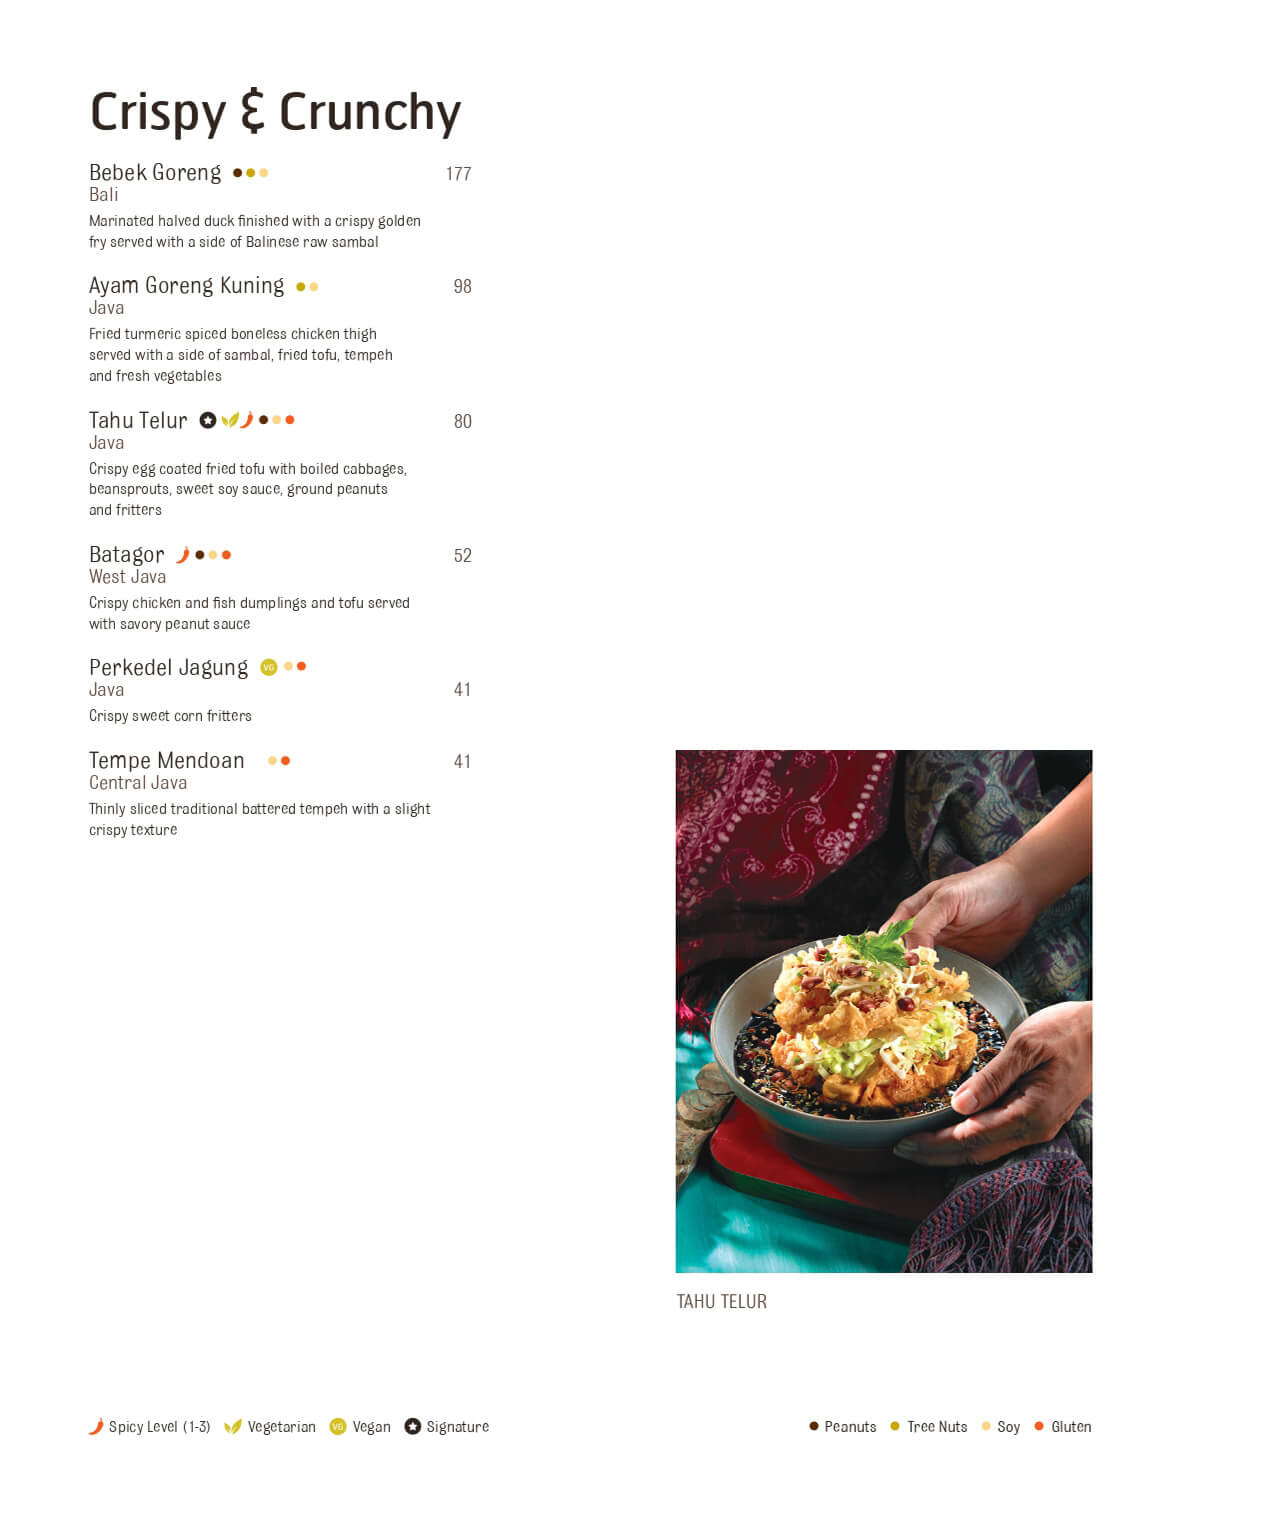 Crispy & Crunchy
Bebek Goreng 177
Bali
Marinated halved duck finished with a crispy golden
fry served with a side of Balinese raw sambal
Ayam Goreng Kuning 98
Java
Fried turmeric spiced boneless chicken thigh
served with a side of sambal, fried tofu, tempeh
and fresh vegetables
Tahu Telur 80
Java
Crispy egg coated fried tofu with boiled cabbages,
beansprouts, sweet soy sauce, ground peanuts
and fritters
Batagor 52
West Java
Crispy chicken and fish dumplings and tofu served
with savory peanut sauce
Perkedel Jagung VG
Java 41
Crispy sweet corn fritters
Tempe Mendoan 41
Central Java
Thinly sliced traditional battered tempeh with a slight
crispy texture
TAHU TELUR
Spicy Level (1-3) Vegetarian VG Vegan Signature
Peanuts Tree Nuts Soy Gluten